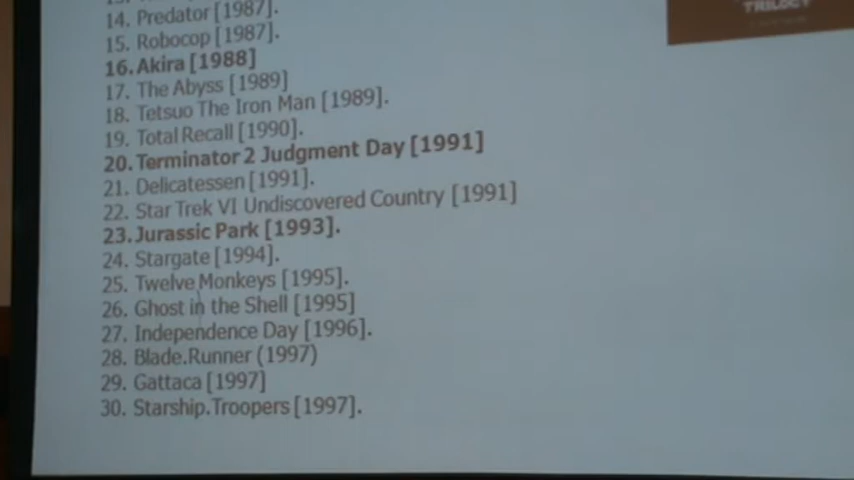 TRILOGY
14. Predator [1987].
15. Robocop [1987].
16. Akira [1988]
17. The Abyss [1989]
18. Tetsuo The Iron Man [1989].
19. Total Recall [1990].
20. Terminator 2 Judgment Day [1991]
21. Delicatessen [1991].
22. Star Trek VI Undiscovered Country [1991]
23. Jurassic Park [1993].
24. Stargate [1994].
25. Twelve Monkeys [1995].
26. Ghost in the Shell [1995]
27. Independence Day [1996].
28. Blade.Runner (1997)
29. Gattaca [1997]
30. Starship.Troopers [1997].